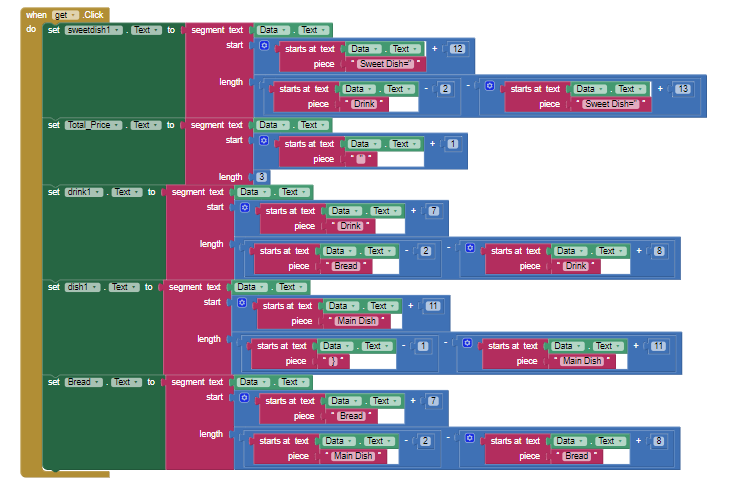 when get .Click
do set sweetdish1 . Text to segment text Data . Text
start starts at text Data . Text + 12
piece " Sweet Dish=" "
length starts at text Data . Text - 2 - starts at text Data . Text + 13
piece " Drink " piece " Sweet Dish=" "
set Total_Price . Text to segment text Data . Text
start starts at text Data . Text + 1
piece " " "
length 3
set drink1 . Text to segment text Data . Text
start starts at text Data . Text + 7
piece " Drink "
length starts at text Data . Text - 2 - starts at text Data . Text + 8
piece " Bread " piece " Drink "
set dish1 . Text to segment text Data . Text
start starts at text Data . Text + 11
piece " Main Dish "
length starts at text Data . Text - 1 - starts at text Data . Text + 11
piece " Main Dish "
set Bread . Text to segment text Data . Text
start starts at text Data . Text + 7
piece " Bread "
length starts at text Data . Text - 2 - starts at text Data . Text + 8
piece " Main Dish " piece " Bread "